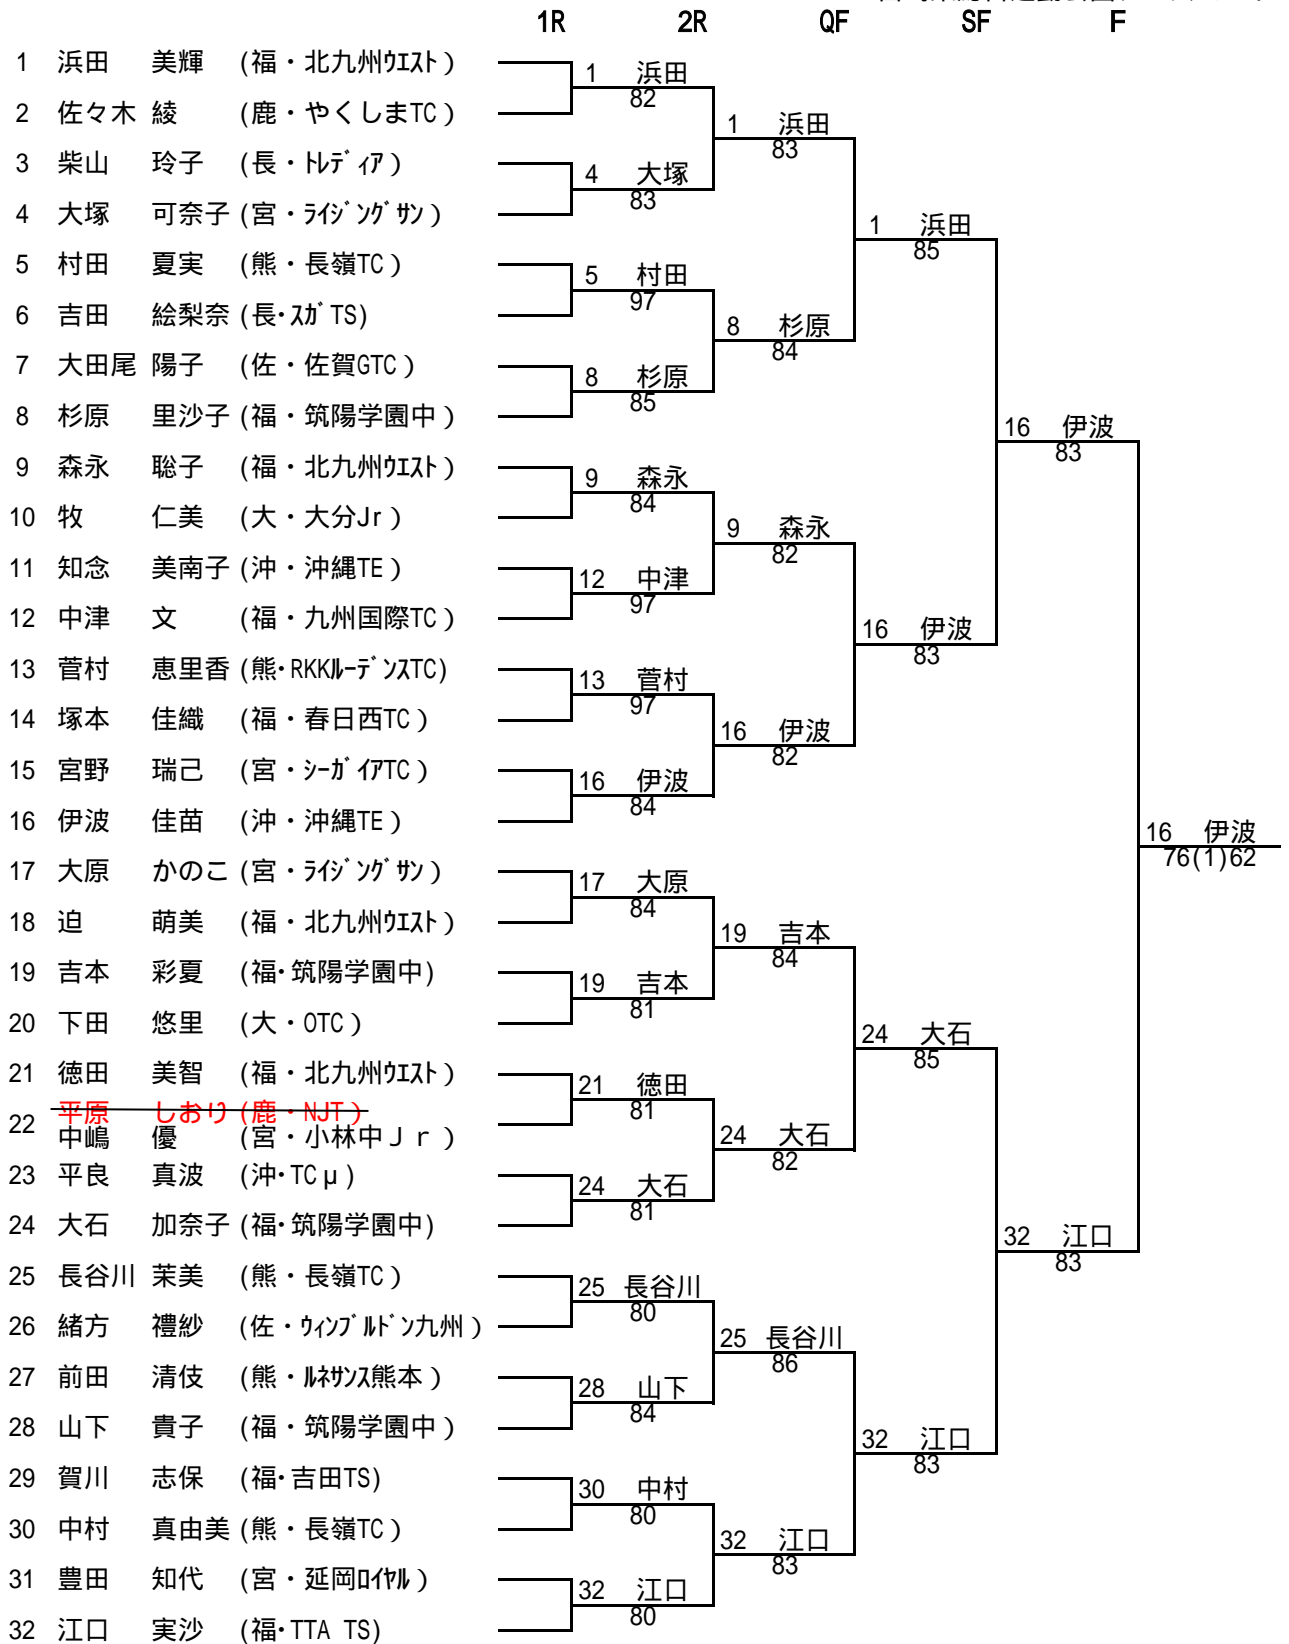 1R 2R QF SF F
1 浜田 美輝 (福・北九州ｳｴｽﾄ)
1 浜田
82
2 佐々木 綾 (鹿・やくしまTC)
1 浜田
83
3 柴山 玲子 (長・ﾄﾚﾃﾞｨｱ)
4 大塚
83
4 大塚 可奈子 (宮・ﾗｲｼﾞﾝｸﾞｻﾝ)
1 浜田
85
5 村田 夏実 (熊・長嶺TC)
5 村田
97
6 吉田 絵梨奈 (長・ｽｶﾞTS)
8 杉原
84
7 大田尾 陽子 (佐・佐賀GTC)
8 杉原
85
8 杉原 里沙子 (福・筑陽学園中)
16 伊波
83
9 森永 聡子 (福・北九州ｳｴｽﾄ)
9 森永
84
10 牧 仁美 (大・大分Jr)
9 森永
82
11 知念 美南子 (沖・沖縄TE)
12 中津
97
12 中津 文 (福・九州国際TC)
16 伊波
83
13 菅村 恵里香 (熊・RKKﾙｰﾃﾞﾝｽTC)
13 菅村
97
14 塚本 佳織 (福・春日西TC)
16 伊波
82
15 宮野 瑞己 (宮・ｼｰｶﾞｲｱTC)
16 伊波
84
16 伊波 佳苗 (沖・沖縄TE)
16 伊波
76(1)62
17 大原 かのこ (宮・ﾗｲｼﾞﾝｸﾞｻﾝ)
17 大原
84
18 迫 萌美 (福・北九州ｳｴｽﾄ)
19 吉本
84
19 吉本 彩夏 (福・筑陽学園中)
19 吉本
81
20 下田 悠里 (大・OTC)
24 大石
85
21 徳田 美智 (福・北九州ｳｴｽﾄ)
21 徳田
81
平原 しおり (鹿・NJT)
22 中嶋 優 (宮・小林中Ｊｒ)
24 大石
82
23 平良 真波 (沖・TCμ)
24 大石
81
24 大石 加奈子 (福・筑陽学園中)
32 江口
83
25 長谷川 茉美 (熊・長嶺TC)
25 長谷川
80
26 緒方 禮紗 (佐・ｳｨﾝﾌﾞﾙﾄﾞﾝ九州)
25 長谷川
86
27 前田 清伎 (熊・ﾙﾈｻﾝｽ熊本)
28 山下
84
28 山下 貴子 (福・筑陽学園中)
32 江口
83
29 賀川 志保 (福・吉田TS)
30 中村
80
30 中村 真由美 (熊・長嶺TC)
32 江口
83
31 豊田 知代 (宮・延岡ﾛｲﾔﾙ)
32 江口
80
32 江口 実沙 (福・TTA TS)